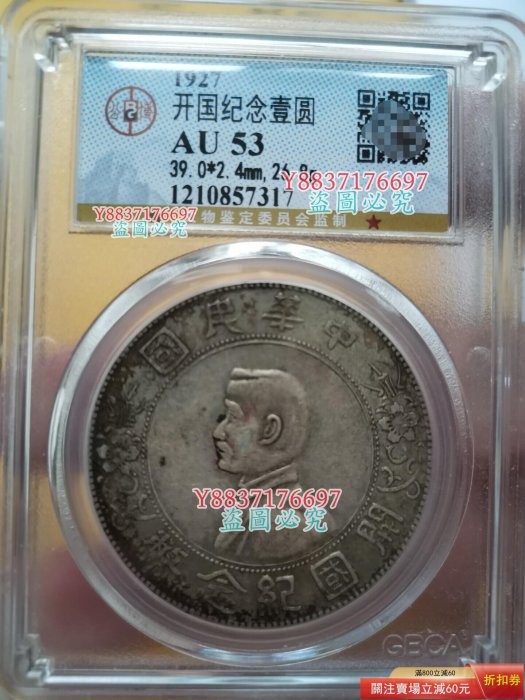 1927
开国纪念壹圆
AU 53
39.0*2.4mm, 26.8g
1210857317
物鉴定委员会监制
Y8837176697
盜圖必究
Y8837176697
盜圖必究
中華民國
Y8837176697
盜圖必究
開國紀念幣
GBCA
滿800立減60
關注賣場立減60元
折扣券